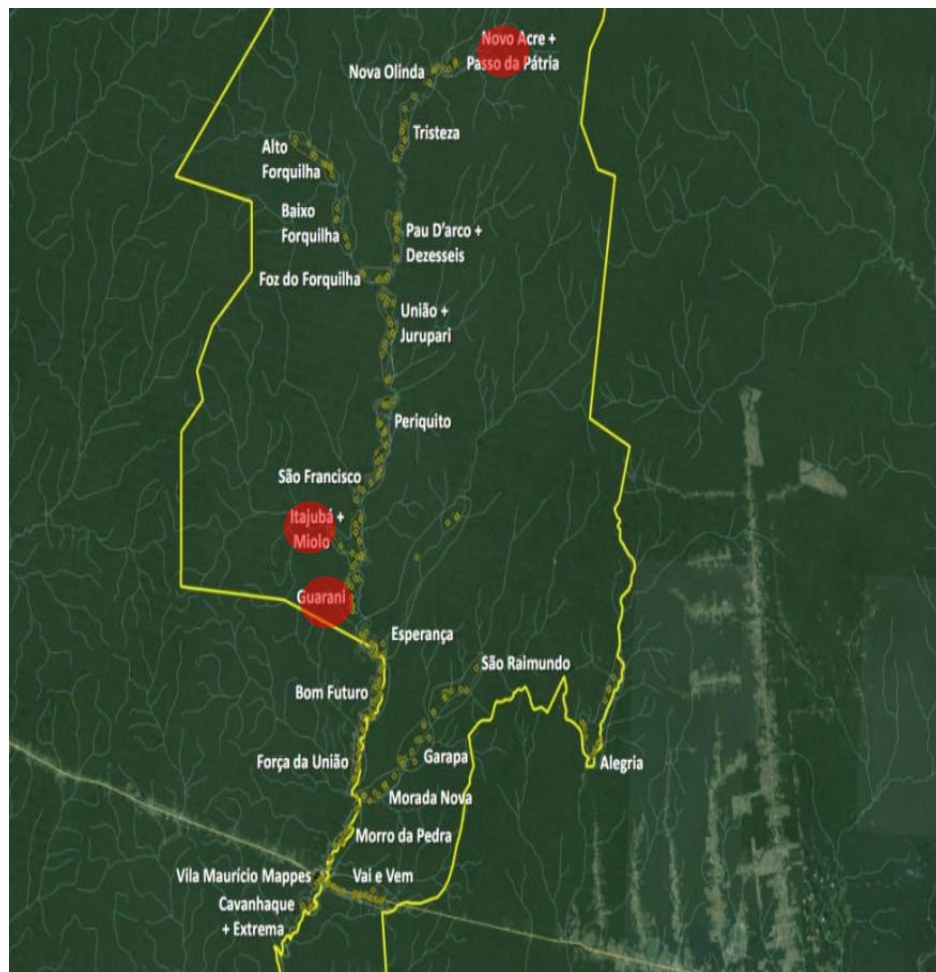 Novo Acre +
Passo da Pátria
Nova Olinda
Tristeza
Alto
Forquilha
Baixo
Forquilha
Pau D'arco +
Dezesseis
Foz do Forquilha
União +
Jurupari
Periquito
São Francisco
Itajubá +
Miolo
Guarani
Esperança
São Raimundo
Bom Futuro
Garapa
Força da União
Alegria
Morada Nova
Morro da Pedra
Vila Maurício Mappes
Vai e Vem
Cavanhaque
+ Extrema